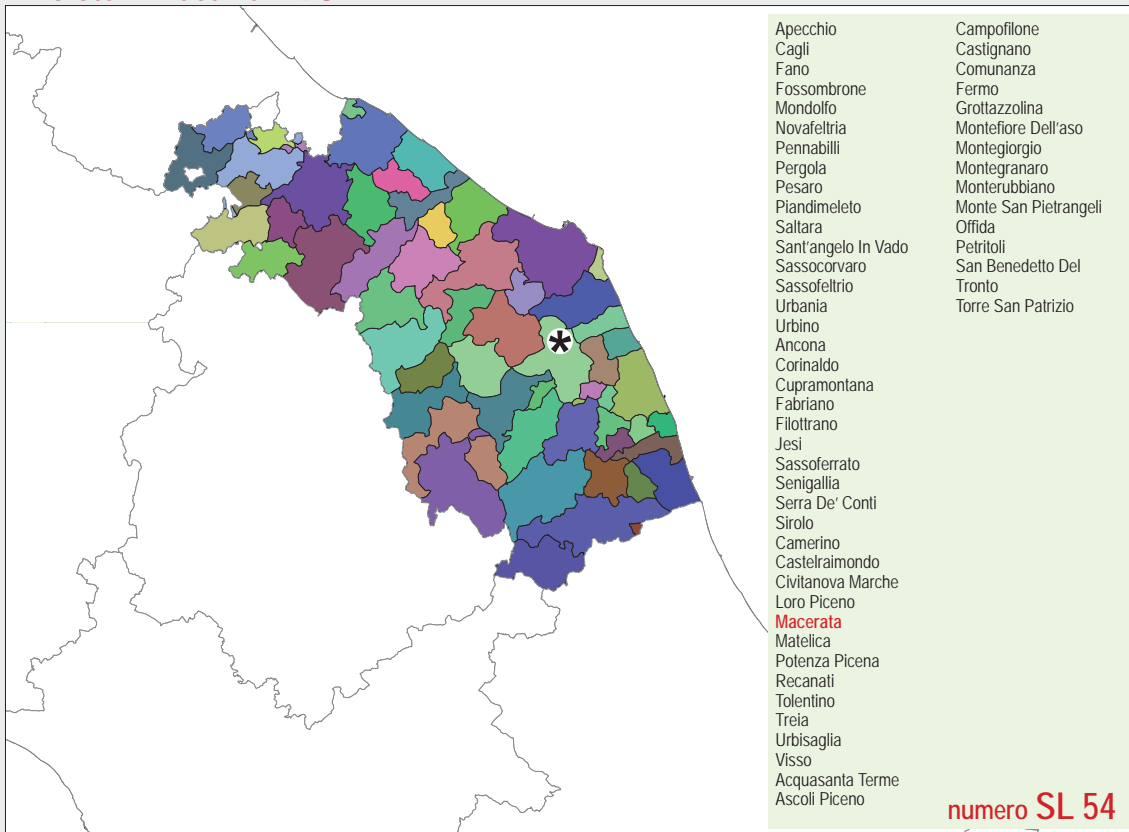 Apecchio
Cagli
Fano
Fossombrone
Mondolfo
Novafeltria
Pennabilli
Pergola
Pesaro
Piandimeleto
Saltara
Sant'angelo In Vado
Sassocorvaro
Sassofeltrio
Urbania
Urbino
Ancona
Corinaldo
Cupramontana
Fabriano
Filottrano
Jesi
Sassoferrato
Senigallia
Serra De' Conti
Sirolo
Camerino
Castelraimondo
Civitanova Marche
Loro Piceno
Macerata
Matelica
Potenza Picena
Recanati
Tolentino
Treia
Urbisaglia
Visso
Acquasanta Terme
Ascoli Piceno
Campofilone
Castignano
Comunanza
Fermo
Grottazzolina
Montefiore Dell'aso
Montegiorgio
Montegranaro
Monterubbiano
Monte San Pietrangeli
Offida
Petritoli
San Benedetto Del
Tronto
Torre San Patrizio
numero SL 54